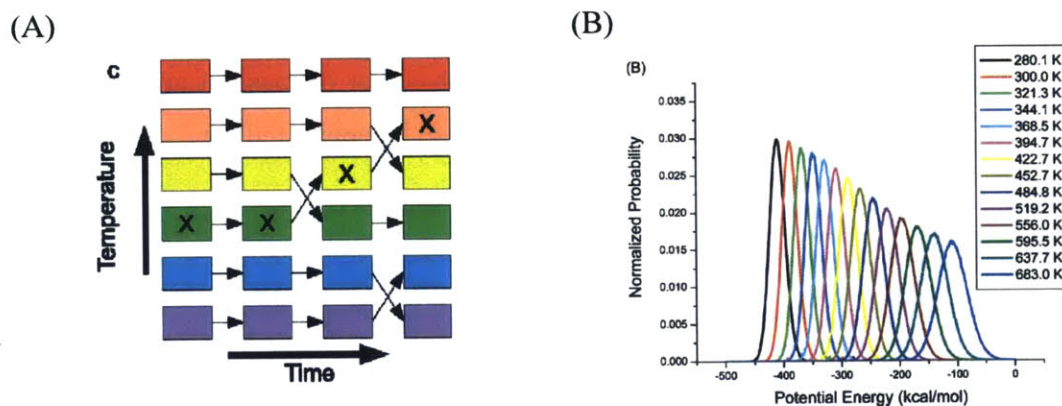 (A)
c
X
X
X
X
Temperature
Time
(B)
(B)
Normalized Probability
0.035
0.030
0.025
0.020
0.015
0.010
0.005
0.000
-500
-400
-300
-200
-100
0
Potential Energy (kcal/mol)
280.1 K
300.0 K
321.3 K
344.1 K
368.5 K
394.7 K
422.7 K
452.7 K
484.8 K
519.2 K
556.0 K
595.5 K
637.7 K
683.0 K